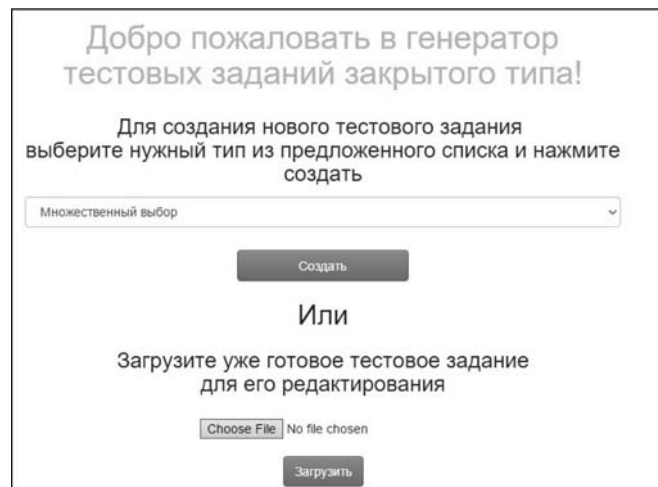 Добро пожаловать в генератор
тестовых заданий закрытого типа!
Для создания нового тестового задания
выберите нужный тип из предложенного списка и нажмите
создать
Множественный выбор
Создать
Или
Загрузите уже готовое тестовое задание
для его редактирования
Choose File No file chosen
Загрузить